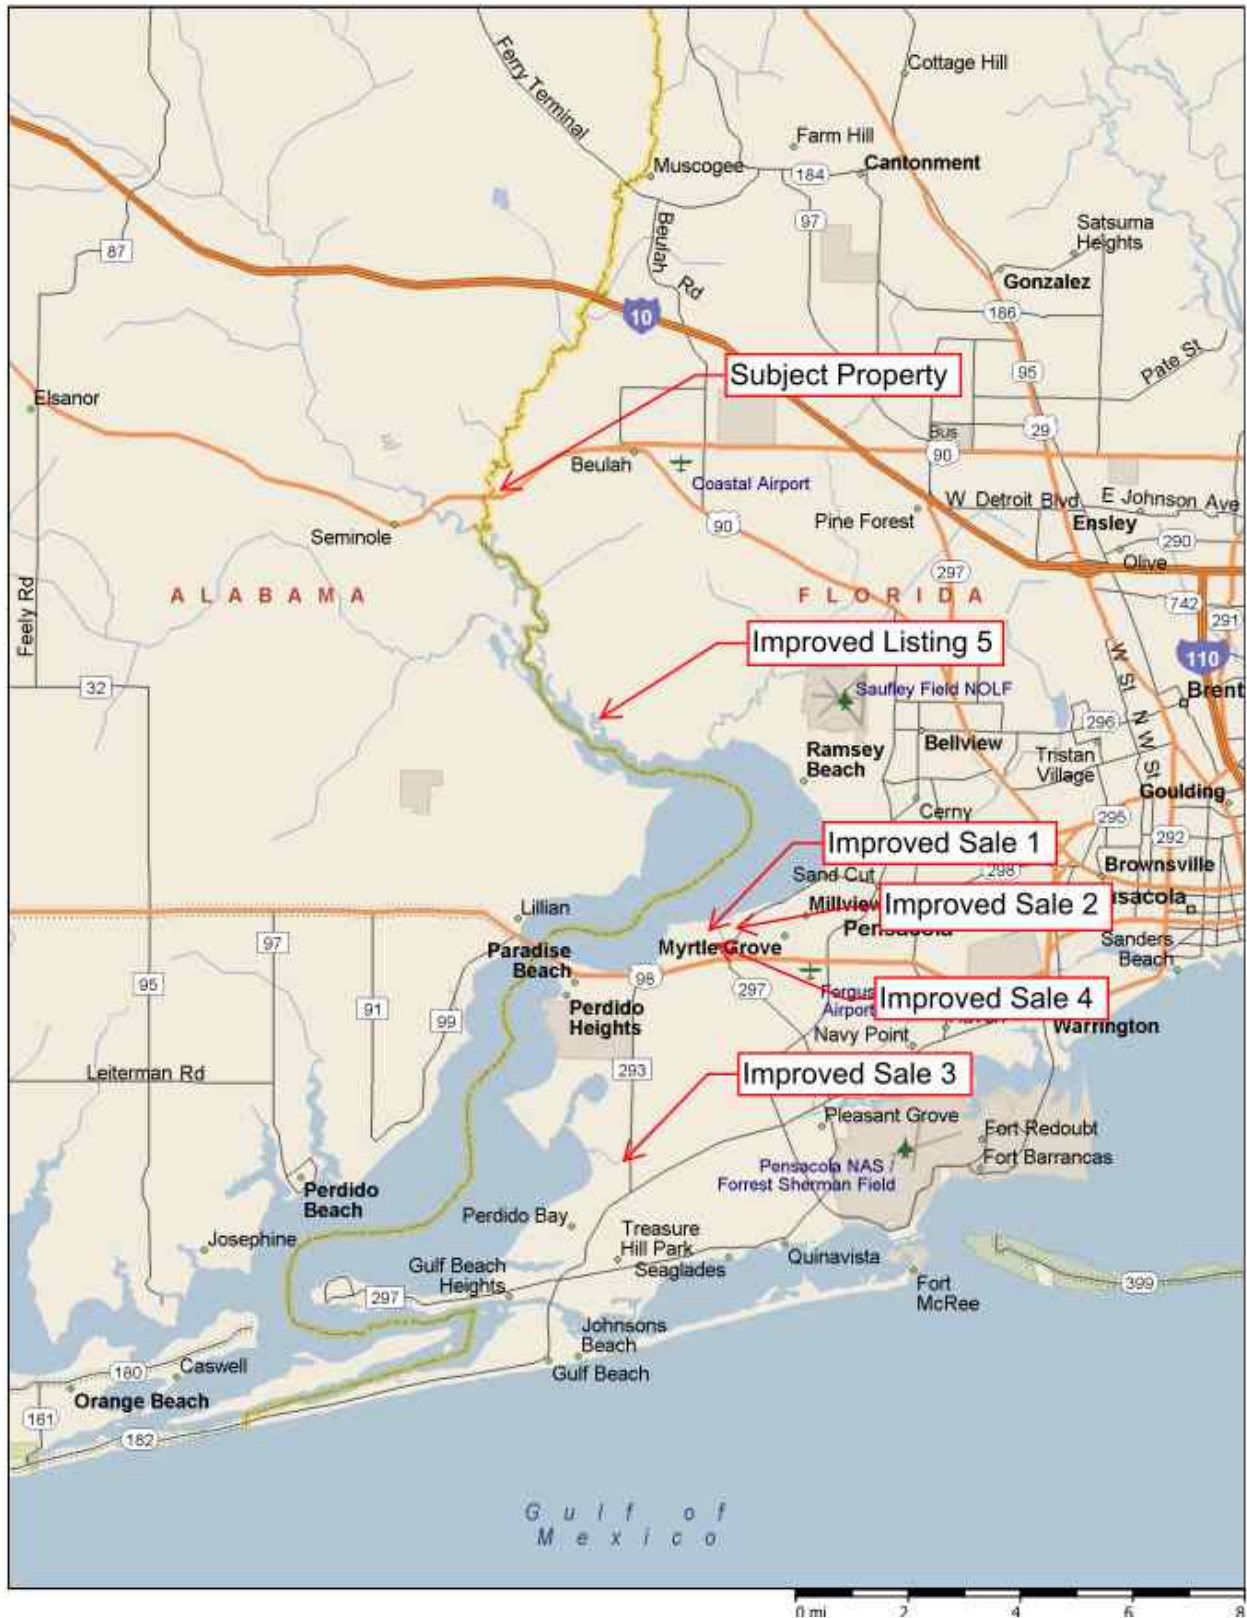 Cottage Hill
Ferry Terminal
Farm Hill
Muscogee
184
Cantonment
97
Beulah
Rd
Satsuma
Heights
87
Gonzalez
10
186
Pate St
Subject Property
95
Elsanor
29
Bus
90
Beulah
Coastal Airport
W Detroit Blvd
E Johnson Ave
Pine Forest
Ensley
90
Seminole
290
Olive
297
ALABAMA
FLORIDA
742
291
Feely Rd
Improved Listing 5
W St
110
32
Saufley Field NOLF
Brent
N W St
296
Ramsey
Beach
Bellview
Tristan
Village
Goulding
Cerny
295
292
Improved Sale 1
Sand Cut
298
Brownsville
Millview
Improved Sale 2
usacola
Lillian
97
Paradise
Beach
Myrtle Grove
Sanders
Beach
95
98
297
91
99
Perdido
Heights
Fergus
Airpor
Improved Sale 4
Navy Point
Warrington
Leiterman Rd
293
Improved Sale 3
Pleasant Grove
Fort Redoubt
Fort Barrancas
Pensacola NAS /
Forrest Sherman Field
Perdido
Beach
Perdido Bay
Josephine
Treasure
Hill Park
Seaglades
Quinavista
Gulf Beach
Heights
297
Fort
McRee
399
Johnsons
Beach
180
Caswell
Gulf Beach
Orange Beach
161
182
Gulf of
Mexico
0 mi 2 4 6 8